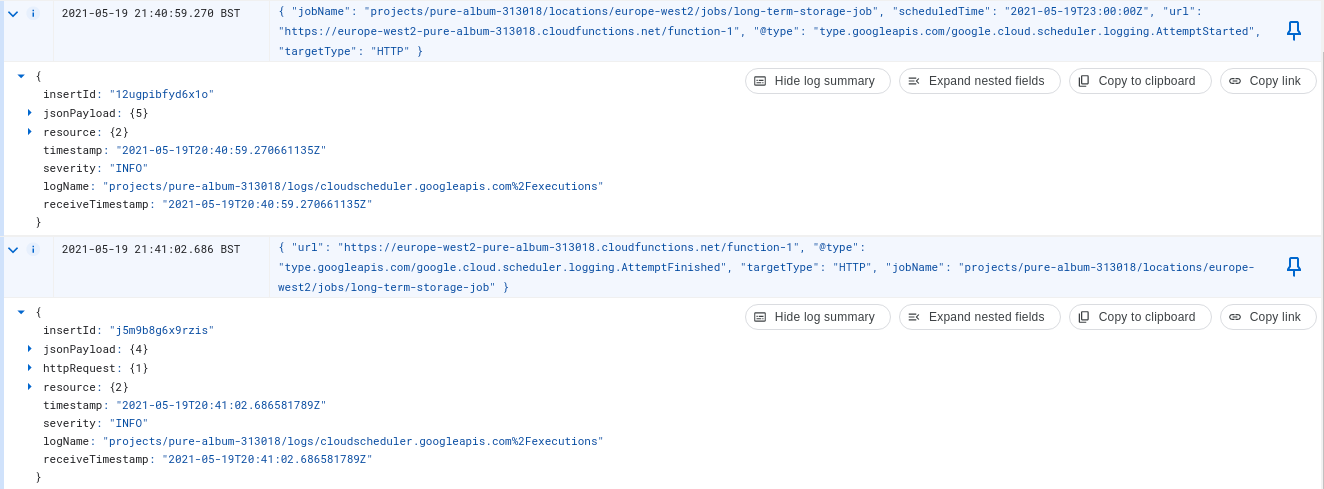 2021-05-19 21:40:59.270 BST
{ "jobName": "projects/pure-album-313018/locations/europe-west2/jobs/long-term-storage-job", "scheduledTime": "2021-05-19T23:00:00Z", "url":
"https://europe-west2-pure-album-313018.cloudfunctions.net/function-1", "@type": "type.googleapis.com/google.cloud.scheduler.logging.AttemptStarted",
"targetType": "HTTP" }
{
Hide log summary
Expand nested fields
Copy to clipboard
Copy link
insertId: "12ugpibfyd6x1o"
jsonPayload: {5}
resource: {2}
timestamp: "2021-05-19T20:40:59.270661135Z"
severity: "INFO"
logName: "projects/pure-album-313018/logs/cloudscheduler.googleapis.com%2Fexecutions"
receiveTimestamp: "2021-05-19T20:40:59.270661135Z"
}
2021-05-19 21:41:02.686 BST
{ "url": "https://europe-west2-pure-album-313018.cloudfunctions.net/function-1", "@type":
"type.googleapis.com/google.cloud.scheduler.logging.AttemptFinished", "targetType": "HTTP", "jobName": "projects/pure-album-313018/locations/europe-
west2/jobs/long-term-storage-job" }
{
Hide log summary
Expand nested fields
Copy to clipboard
Copy link
insertId: "j5m9b8g6x9rzis"
jsonPayload: {4}
httpRequest: {1}
resource: {2}
timestamp: "2021-05-19T20:41:02.686581789Z"
severity: "INFO"
logName: "projects/pure-album-313018/logs/cloudscheduler.googleapis.com%2Fexecutions"
receiveTimestamp: "2021-05-19T20:41:02.686581789Z"
}